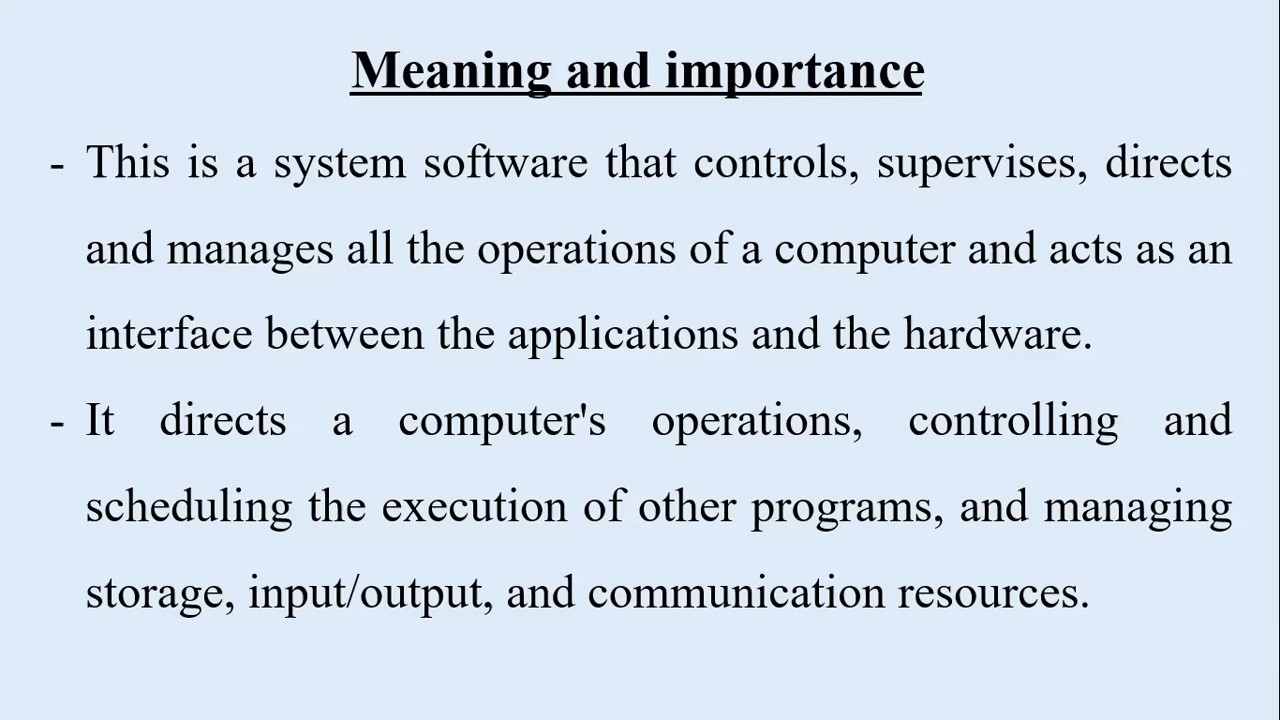 Meaning and importance
- This is a system software that controls, supervises, directs
and manages all the operations of a computer and acts as an
interface between the applications and the hardware.
- It directs a computer's operations, controlling and
scheduling the execution of other programs, and managing
storage, input/output, and communication resources.